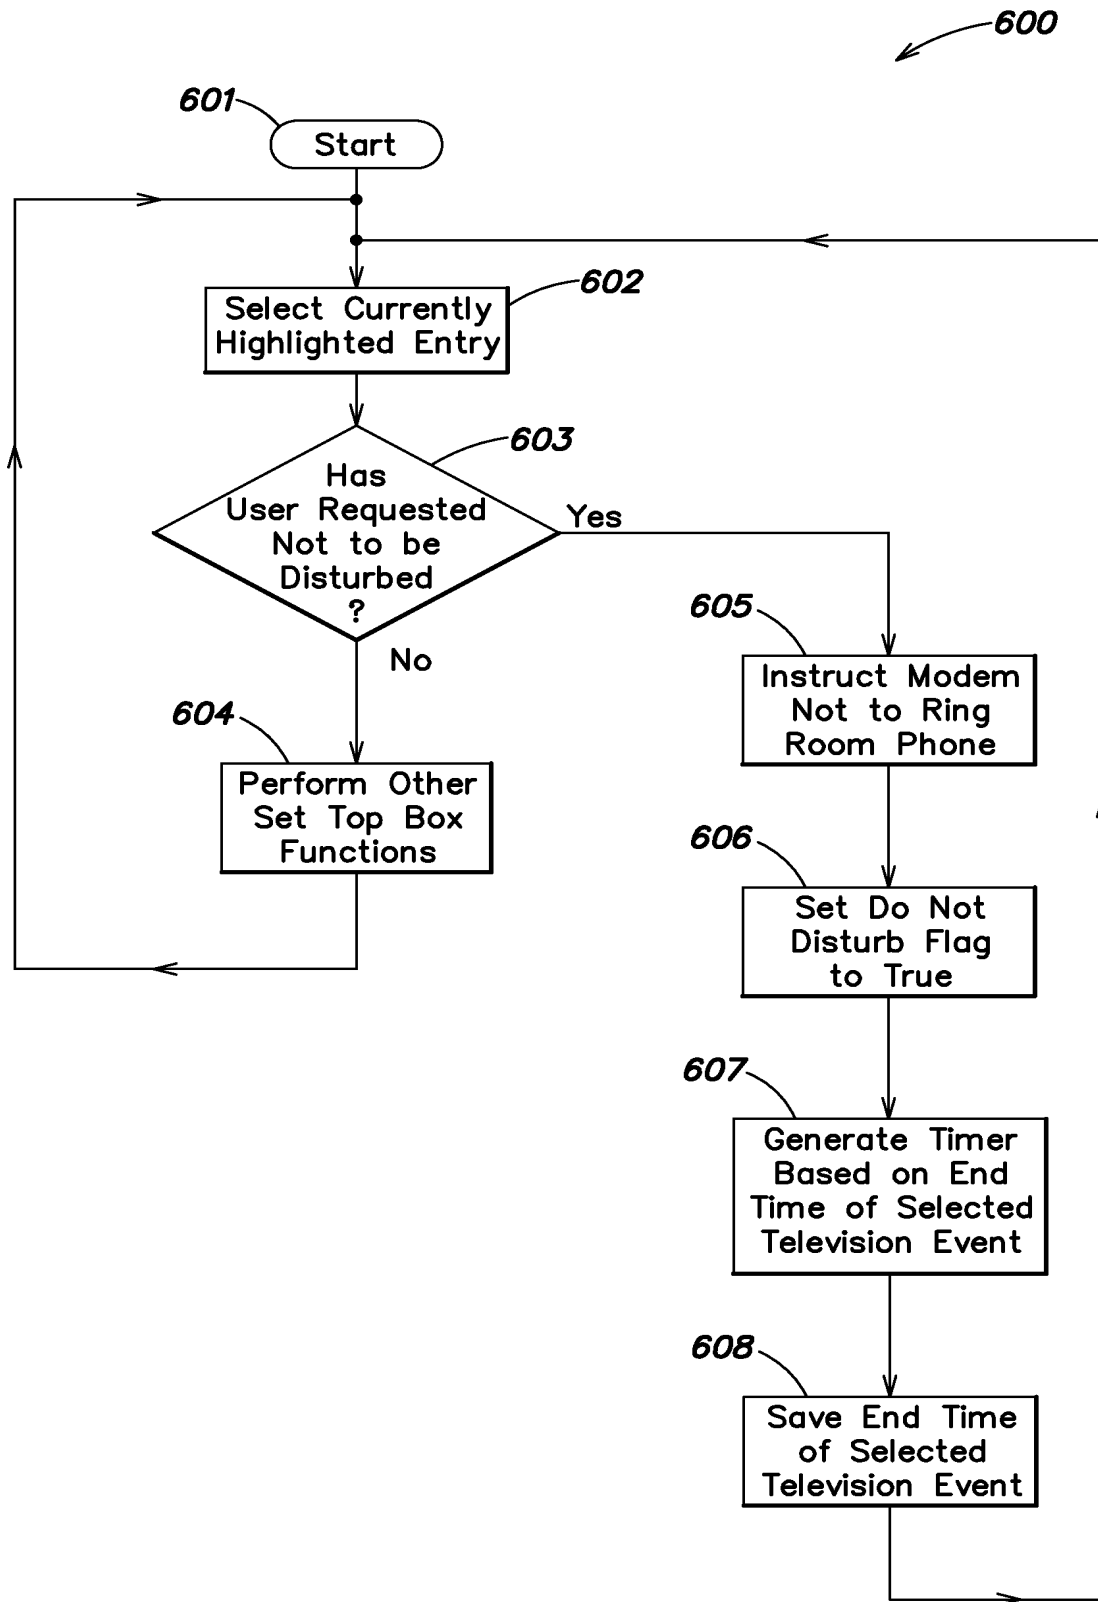 600
601
Start
602
Select Currently
Highlighted Entry
603
Has
User Requested
Not to be
Disturbed
?
Yes
No
604
Perform Other
Set Top Box
Functions
605
Instruct Modem
Not to Ring
Room Phone
606
Set Do Not
Disturb Flag
to True
607
Generate Timer
Based on End
Time of Selected
Television Event
608
Save End Time
of Selected
Television Event